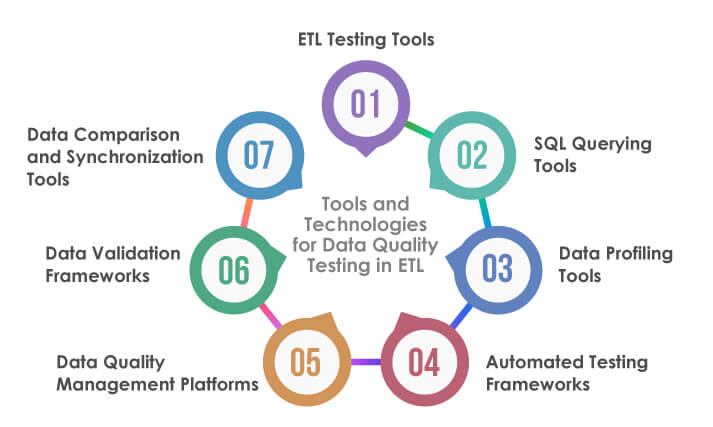 ETL Testing Tools
01
02
SQL Querying
Tools
03
Data Profiling
Tools
04
Automated Testing
Frameworks
05
Data Quality
Management Platforms
06
Data Validation
Frameworks
07
Data Comparison
and Synchronization
Tools
Tools and
Technologies
for Data Quality
Testing in ETL